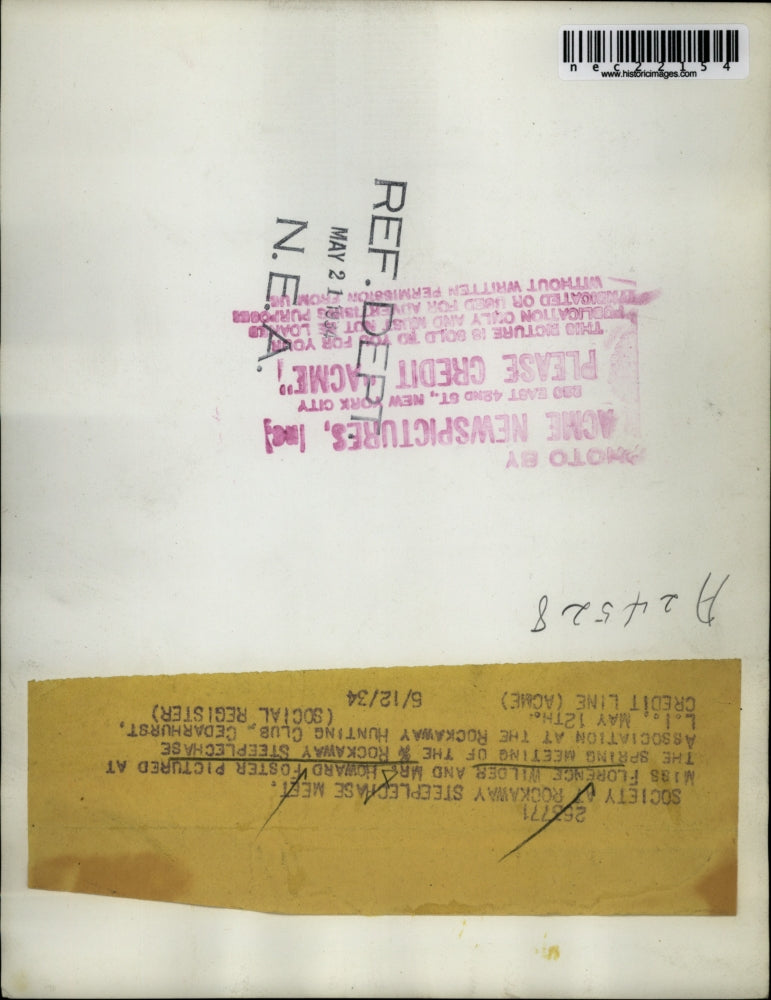 nec22154
www.historicimages.com
REF. DEPT.
MAY 21 1934
N.E.A.
PHOTO BY
ACME NEWSPICTURES, Inc
220 EAST 42ND ST., NEW YORK CITY
PLEASE CREDIT "ACME"
THIS PICTURE IS SOLD TO YOU FOR YOUR
PUBLICATION ONLY AND MUST NOT BE LOANED
SYNDICATED OR USED FOR ADVERTISING PURPOSES
WITHOUT WRITTEN PERMISSION FROM US
A24528
253771
SOCIETY AT ROCKAWAY STEEPLECHASE MEET.
MISS FLORENCE WILDER AND MR. HOWARD FOSTER PICTURED AT
THE SPRING MEETING OF THE ROCKAWAY STEEPLECHASE
ASSOCIATION AT THE ROCKAWAY HUNTING CLUB, CEDARHURST,
L.I., MAY 12TH. (SOCIAL REGISTER)
CREDIT LINE (ACME) 5/12/34